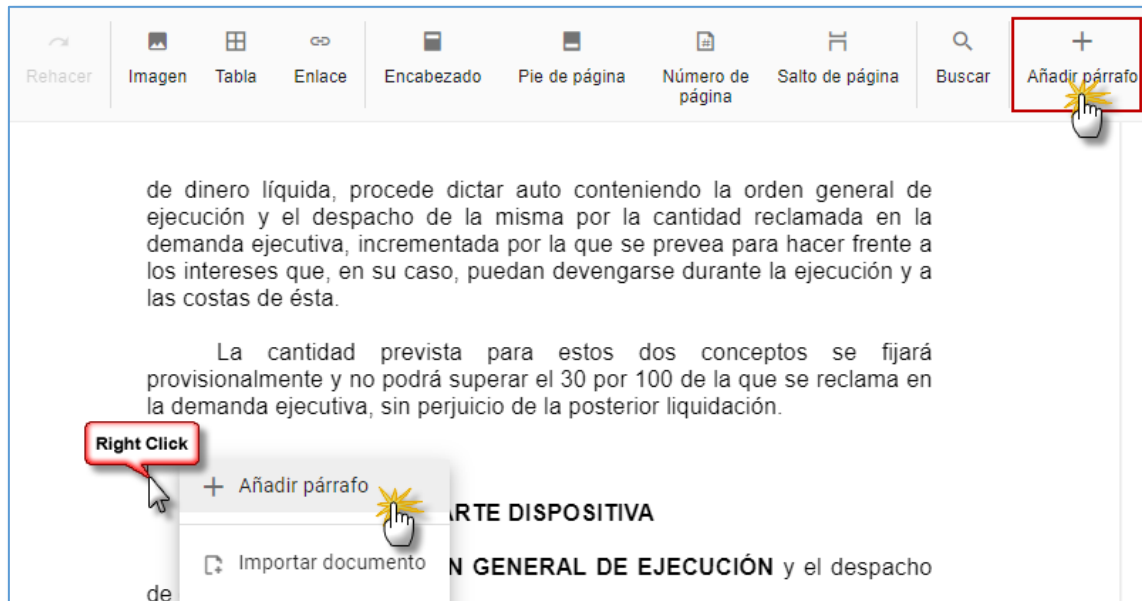 Rehacer
Imagen
Tabla
Enlace
Encabezado
Pie de página
Número de
página
Salto de página
Buscar
Añadir párrafo
de dinero líquida, procede dictar auto conteniendo la orden general de
ejecución y el despacho de la misma por la cantidad reclamada en la
demanda ejecutiva, incrementada por la que se prevea para hacer frente a
los intereses que, en su caso, puedan devengarse durante la ejecución y a
las costas de ésta.
La cantidad prevista para estos dos conceptos se fijará
provisionalmente y no podrá superar el 30 por 100 de la que se reclama en
la demanda ejecutiva, sin perjuicio de la posterior liquidación.
Right Click
Añadir párrafo
ARTE DISPOSITIVA
Importar documento
N GENERAL DE EJECUCIÓN y el despacho
de